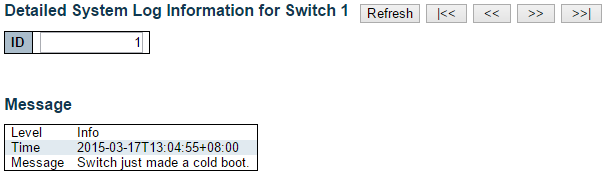 Detailed System Log Information for Switch 1 Refresh |<< << >> >>|
ID 1
Message
Level Info
Time 2015-03-17T13:04:55+08:00
Message Switch just made a cold boot.